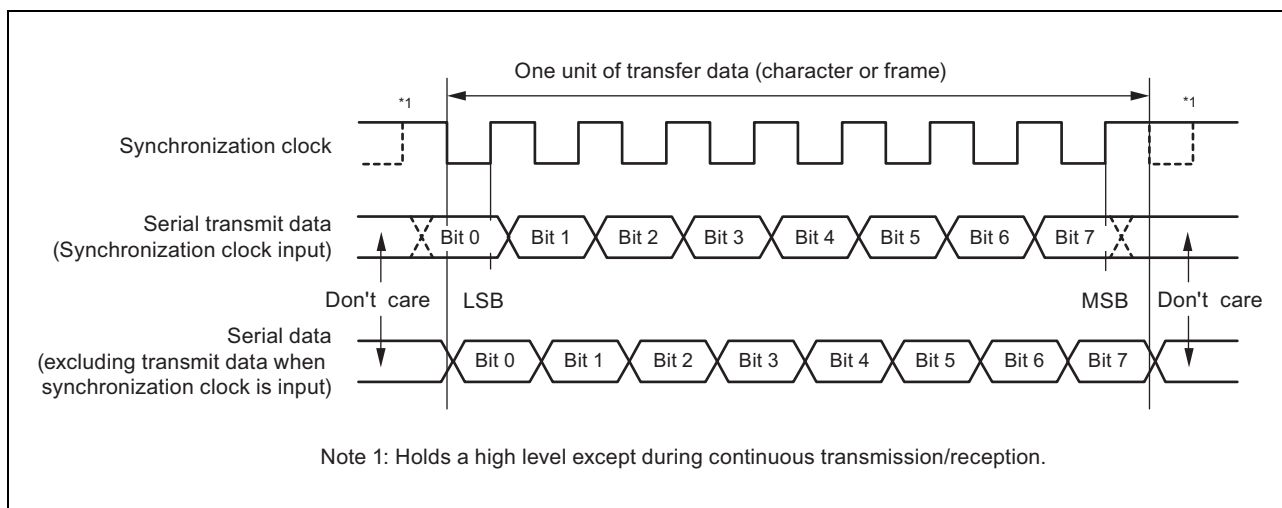 One unit of transfer data (character or frame)
*1
*1
Synchronization clock
Serial transmit data
(Synchronization clock input)
Bit 0
Bit 1
Bit 2
Bit 3
Bit 4
Bit 5
Bit 6
Bit 7
Don't care
LSB
MSB
Don't care
Serial data
(excluding transmit data when
synchronization clock is input)
Bit 0
Bit 1
Bit 2
Bit 3
Bit 4
Bit 5
Bit 6
Bit 7
Note 1: Holds a high level except during continuous transmission/reception.